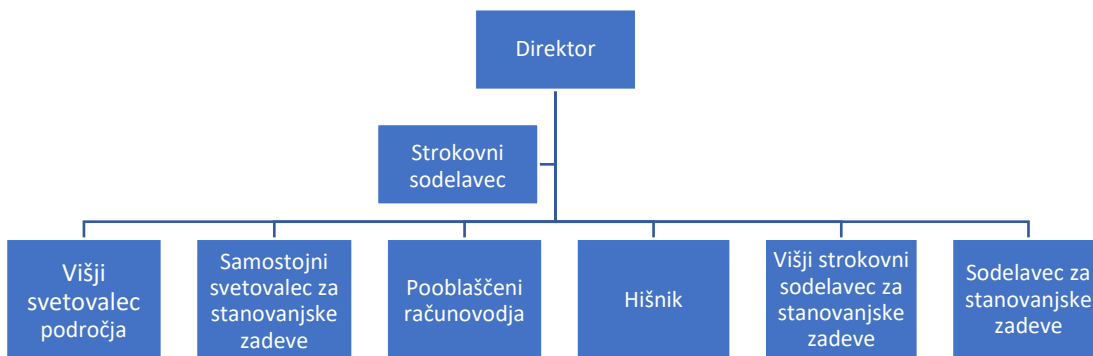 Direktor
Strokovni
sodelavec
Višji
svetovalec
področja
Samostojni
svetovalec za
stanovanjske
zadeve
Pooblaščeni
računovodja
Hišnik
Višji strokovni
sodelavec za
stanovanjske
zadeve
Sodelavec za
stanovanjske
zadeve